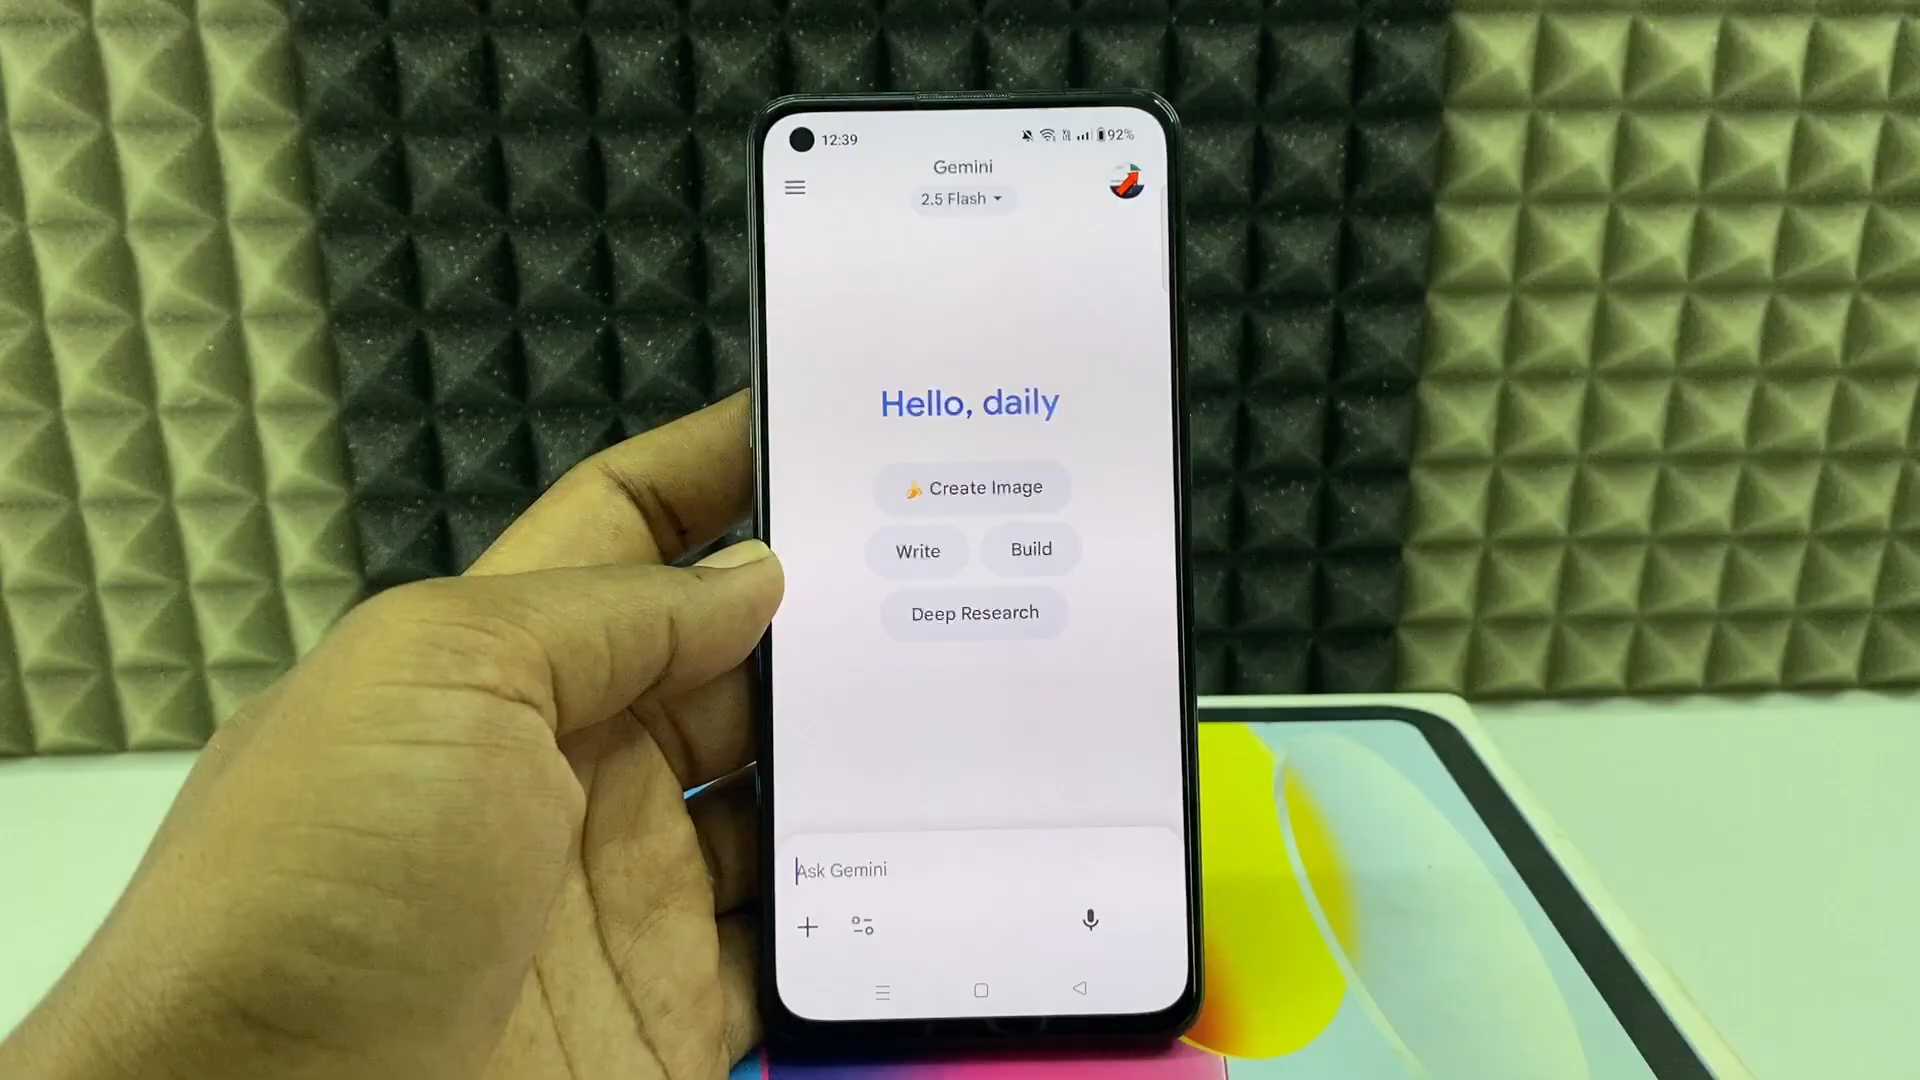 12:39 92%
Gemini
2.5 Flash
Hello, daily
Create Image
Write Build
Deep Research
Ask Gemini